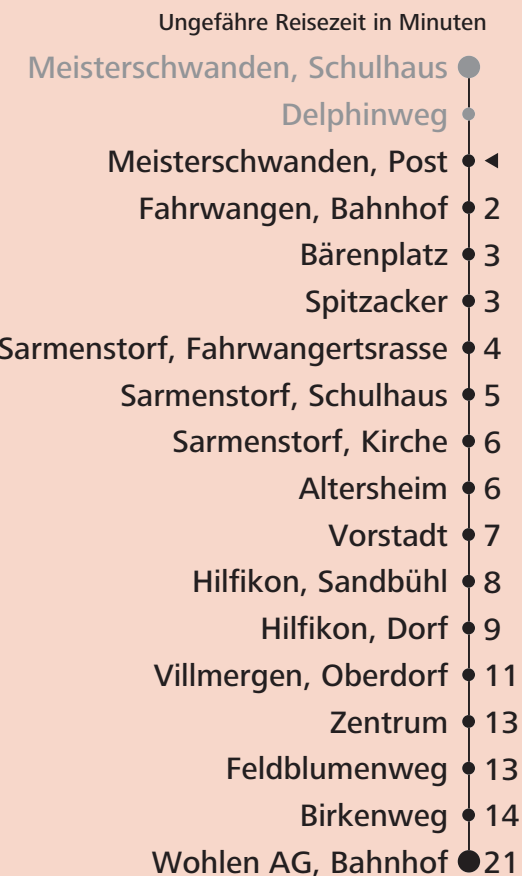 Ungefähre Reisezeit in Minuten
Meisterschwanden, Schulhaus
Delphinweg
Meisterschwanden, Post
Fahrwangen, Bahnhof 2
Bärenplatz 3
Spitzacker 3
Sarmenstorf, Fahrwangertsrasse 4
Sarmenstorf, Schulhaus 5
Sarmenstorf, Kirche 6
Altersheim 6
Vorstadt 7
Hilfikon, Sandbühl 8
Hilfikon, Dorf 9
Villmergen, Oberdorf 11
Zentrum 13
Feldblumenweg 13
Birkenweg 14
Wohlen AG, Bahnhof 21